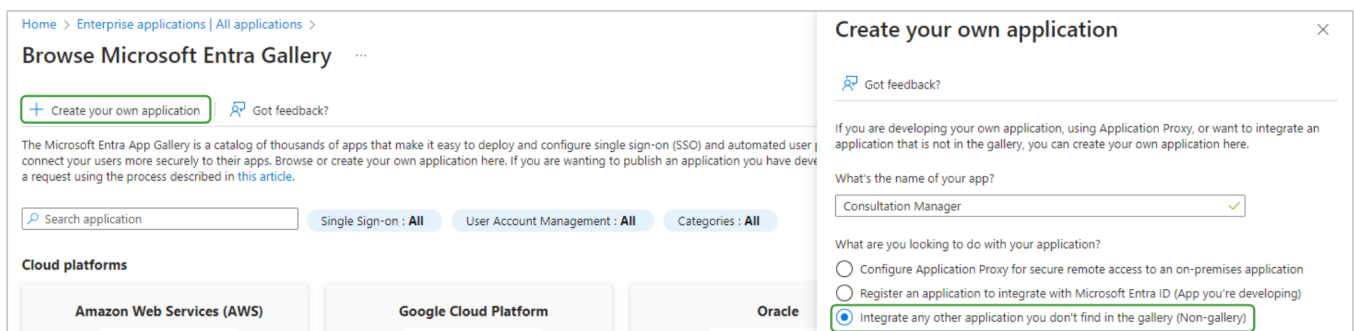 Home > Enterprise applications | All applications >
Browse Microsoft Entra Gallery ...
+ Create your own application
Got feedback?
The Microsoft Entra App Gallery is a catalog of thousands of apps that make it easy to deploy and configure single sign-on (SSO) and automated user
connect your users more securely to their apps. Browse or create your own application here. If you are wanting to publish an application you have deve
a request using the process described in this article.
Search application
Single Sign-on : All
User Account Management : All
Categories : All
Cloud platforms
Amazon Web Services (AWS)
Google Cloud Platform
Oracle
Create your own application
Got feedback?
If you are developing your own application, using Application Proxy, or want to integrate an
application that is not in the gallery, you can create your own application here.
What's the name of your app?
Consultation Manager
What are you looking to do with your application?
Configure Application Proxy for secure remote access to an on-premises application
Register an application to integrate with Microsoft Entra ID (App you're developing)
Integrate any other application you don't find in the gallery (Non-gallery)